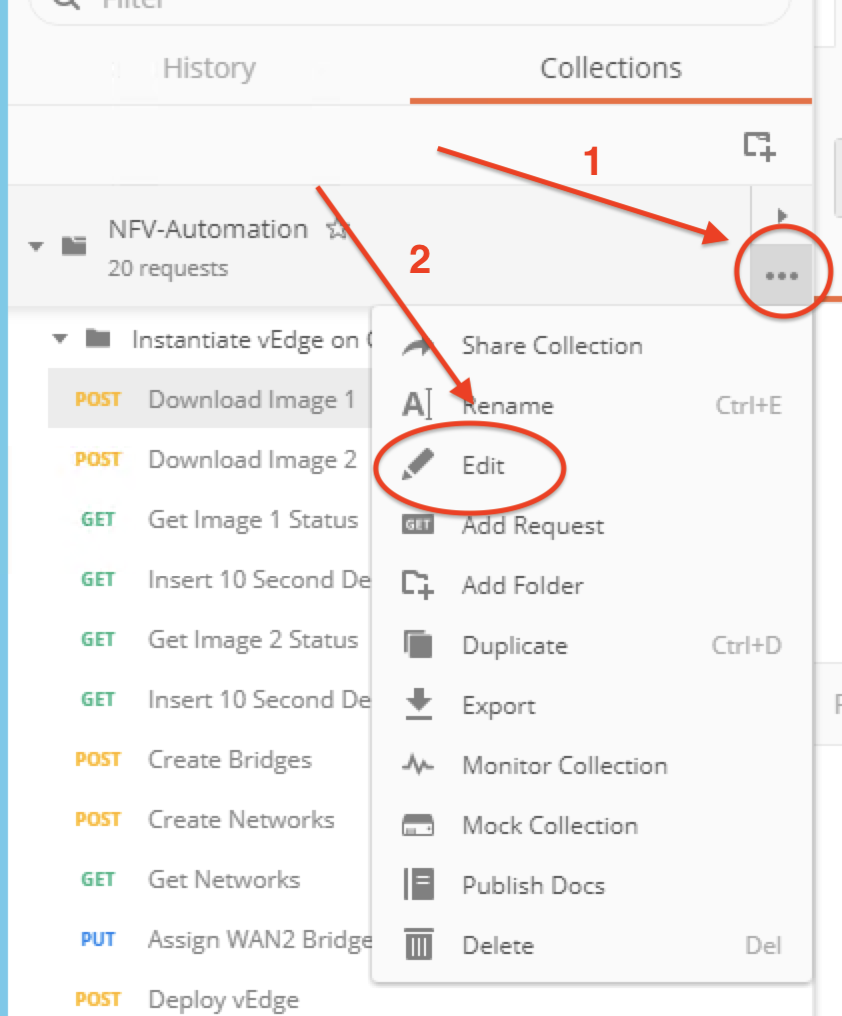 Filter
History
Collections
1
NFV-Automation
20 requests
2
Instantiate vEdge on
Share Collection
POST Download Image 1
Rename Ctrl+E
POST Download Image 2
Edit
GET Get Image 1 Status
GET Add Request
GET Insert 10 Second De
Add Folder
GET Get Image 2 Status
Duplicate Ctrl+D
GET Insert 10 Second De
Export
POST Create Bridges
Monitor Collection
POST Create Networks
Mock Collection
GET Get Networks
Publish Docs
PUT Assign WAN2 Bridge
Delete Del
POST Deploy vEdge